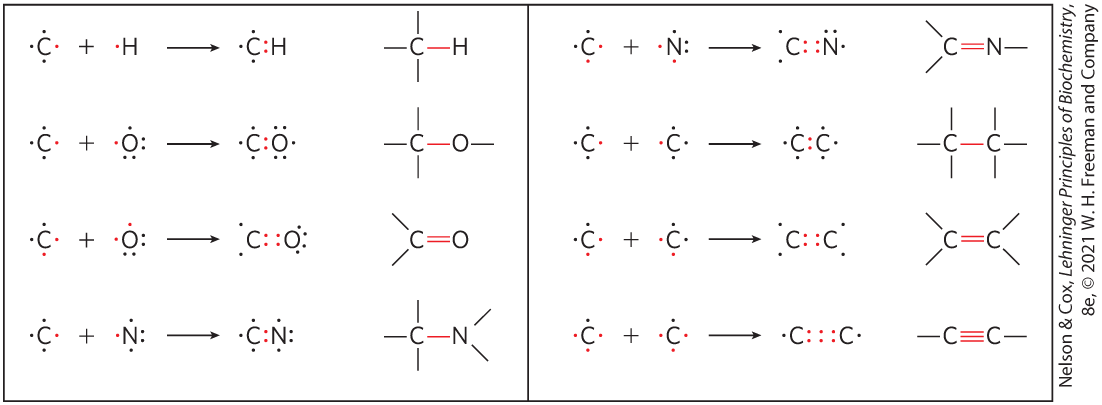 C + H → C H C—H
C + O → C O C—O—
C + O → C O C=O
C + N → C N C—N
C + N → C N C=N—
C + C → C C C—C
C + C → C C C=C
C + C → C C —C≡C—
Nelson & Cox, Lehninger Principles of Biochemistry,
8e, © 2021 W. H. Freeman and Company